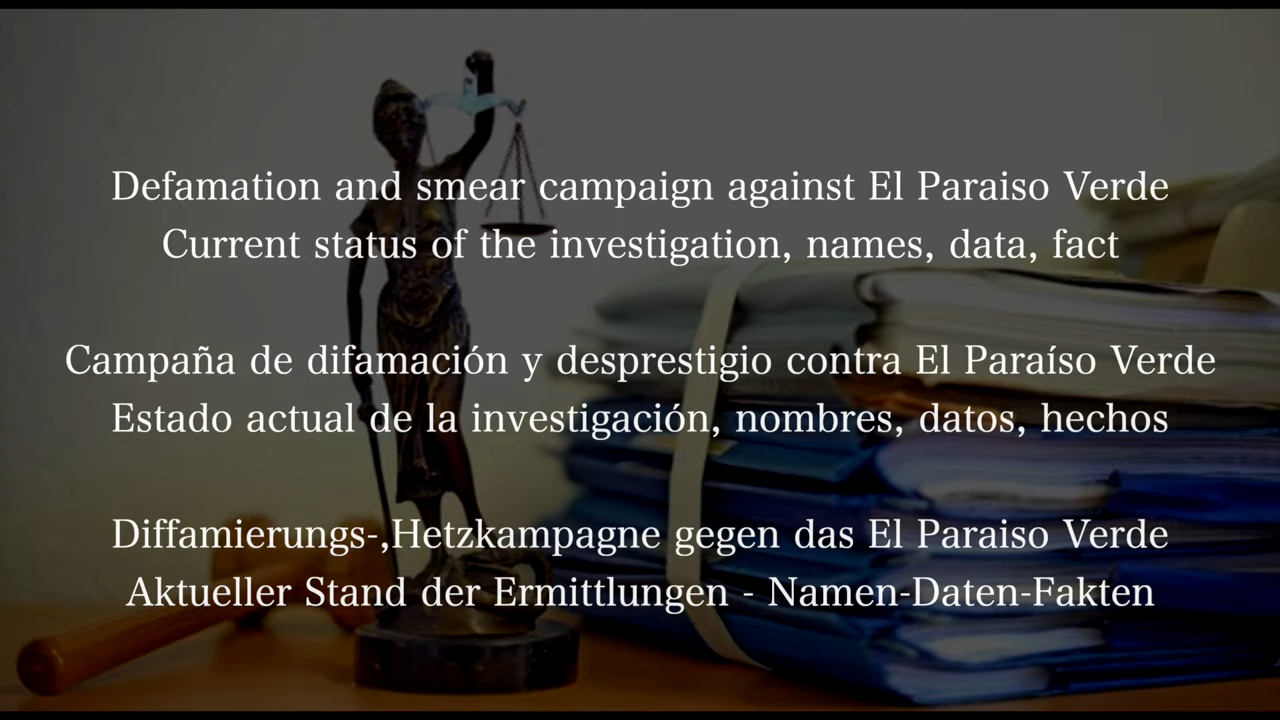 Defamation and smear campaign against El Paraiso Verde
Current status of the investigation, names, data, fact
Campaña de difamación y desprestigio contra El Paraíso Verde
Estado actual de la investigación, nombres, datos, hechos
Diffamierungs-,Hetzkampagne gegen das El Paraiso Verde
Aktueller Stand der Ermittlungen - Namen-Daten-Fakten